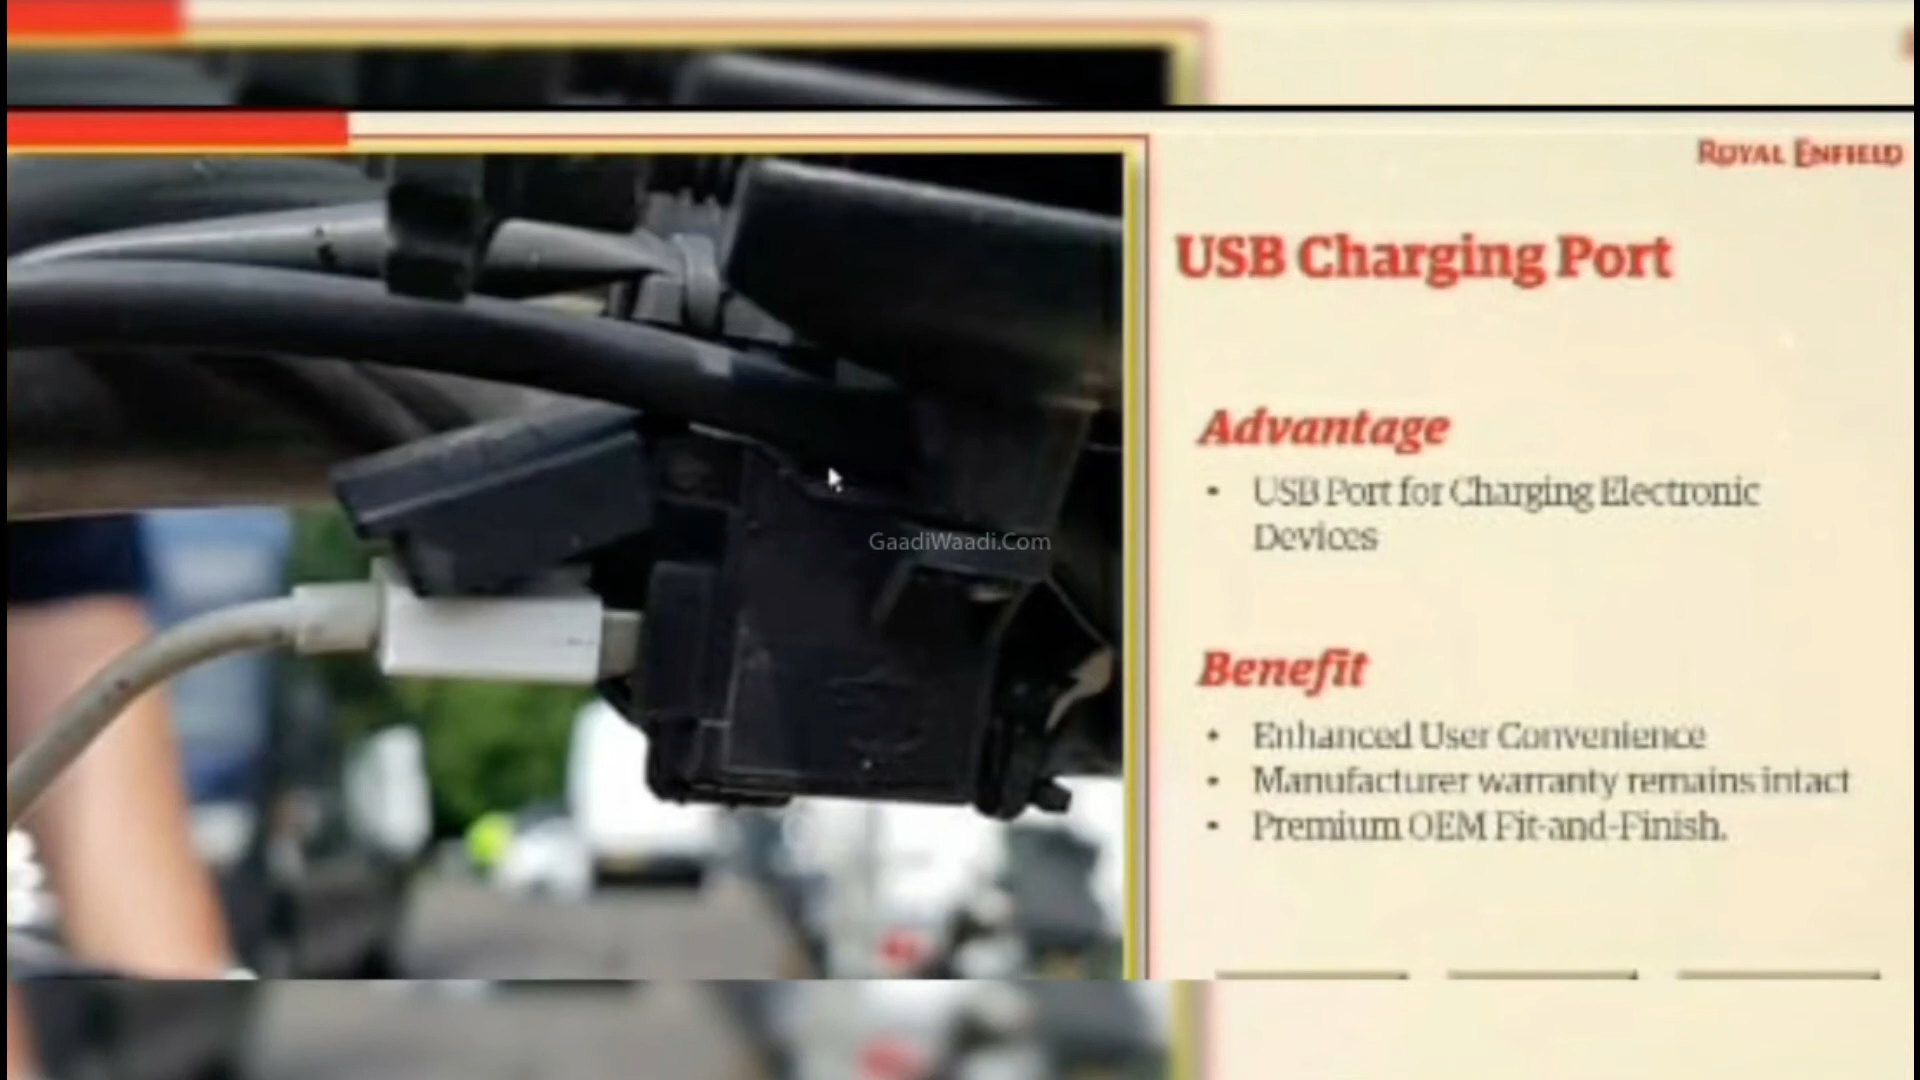 ROYAL ENFIELD
USB Charging Port
Advantage
• USB Port for Charging Electronic
Devices
GaadiWaadi.Com
Benefit
• Enhanced User Convenience
• Manufacturer warranty remains intact
• Premium OEM Fit-and-Finish.